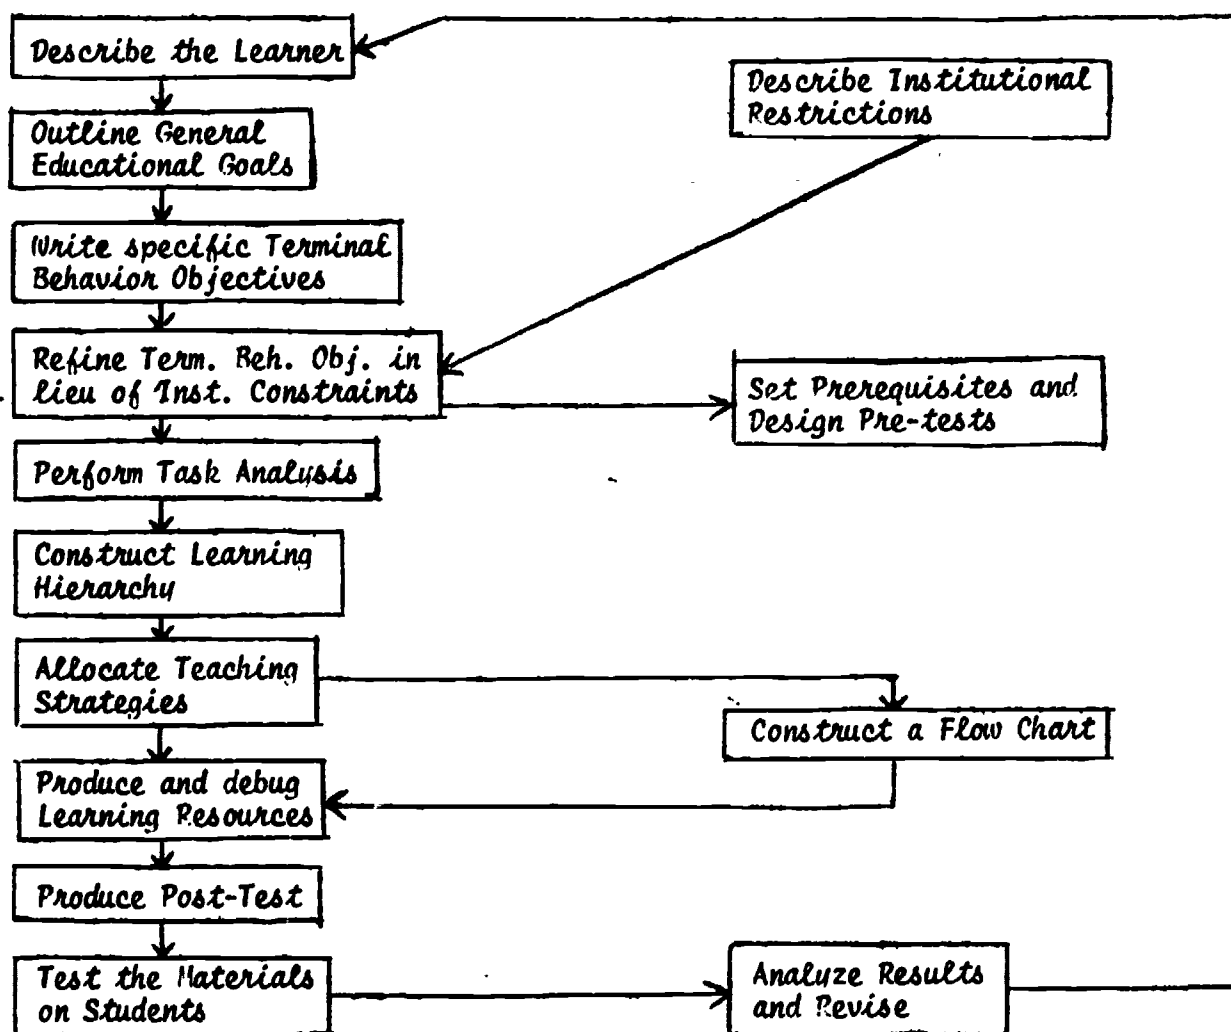 Describe the Learner
Describe Institutional
Restrictions
Outline General
Educational Goals
Write specific Terminal
Behavior Objectives
Refine Term. Beh. Obj. in
lieu of Inst. Constraints
Set Prerequisites and
Design Pre-tests
Perform Task Analysis
Construct Learning
Hierarchy
Allocate Teaching
Strategies
Construct a Flow Chart
Produce and debug
Learning Resources
Produce Post-Test
Test the Materials
on Students
Analyze Results
and Revise